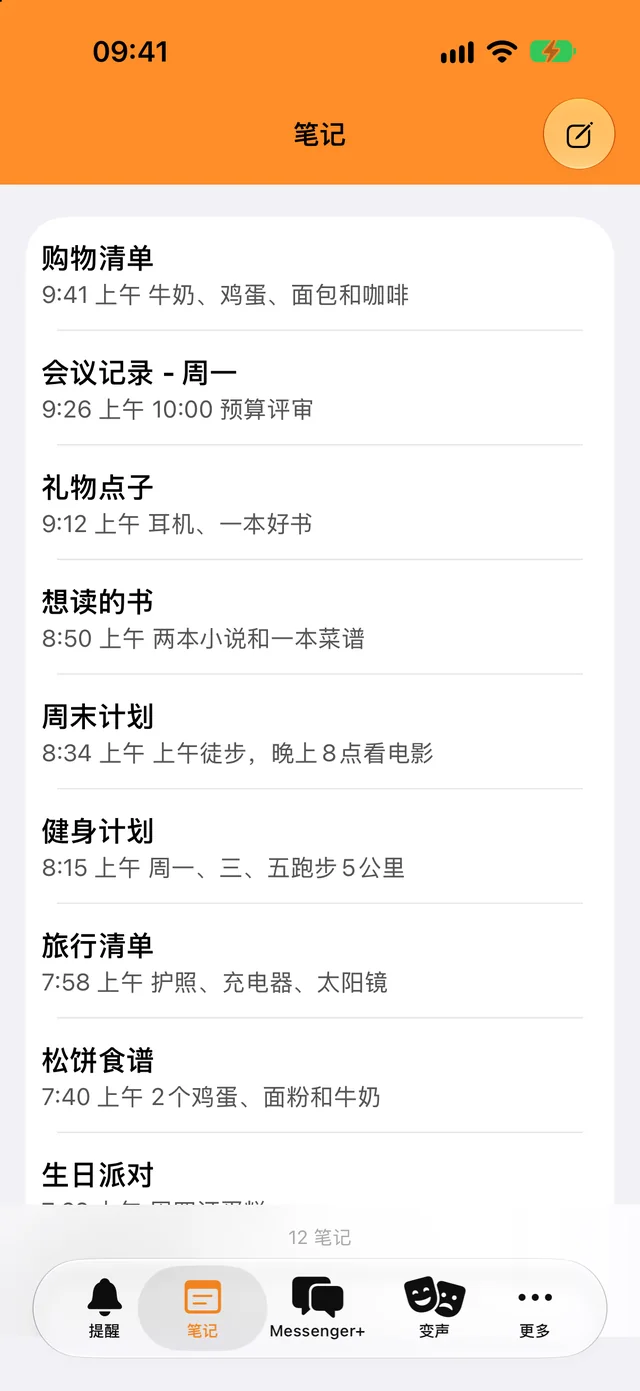 09:41
笔记
购物清单
9:41 上午 牛奶、鸡蛋、面包和咖啡
会议记录 - 周一
9:26 上午 10:00 预算评审
礼物点子
9:12 上午 耳机、一本好书
想读的书
8:50 上午 两本小说和一本菜谱
周末计划
8:34 上午 上午徒步，晚上8点看电影
健身计划
8:15 上午 周一、三、五跑步5公里
旅行清单
7:58 上午 护照、充电器、太阳镜
松饼食谱
7:40 上午 2个鸡蛋、面粉和牛奶
生日派对
12 笔记
提醒 笔记 Messenger+ 变声 更多